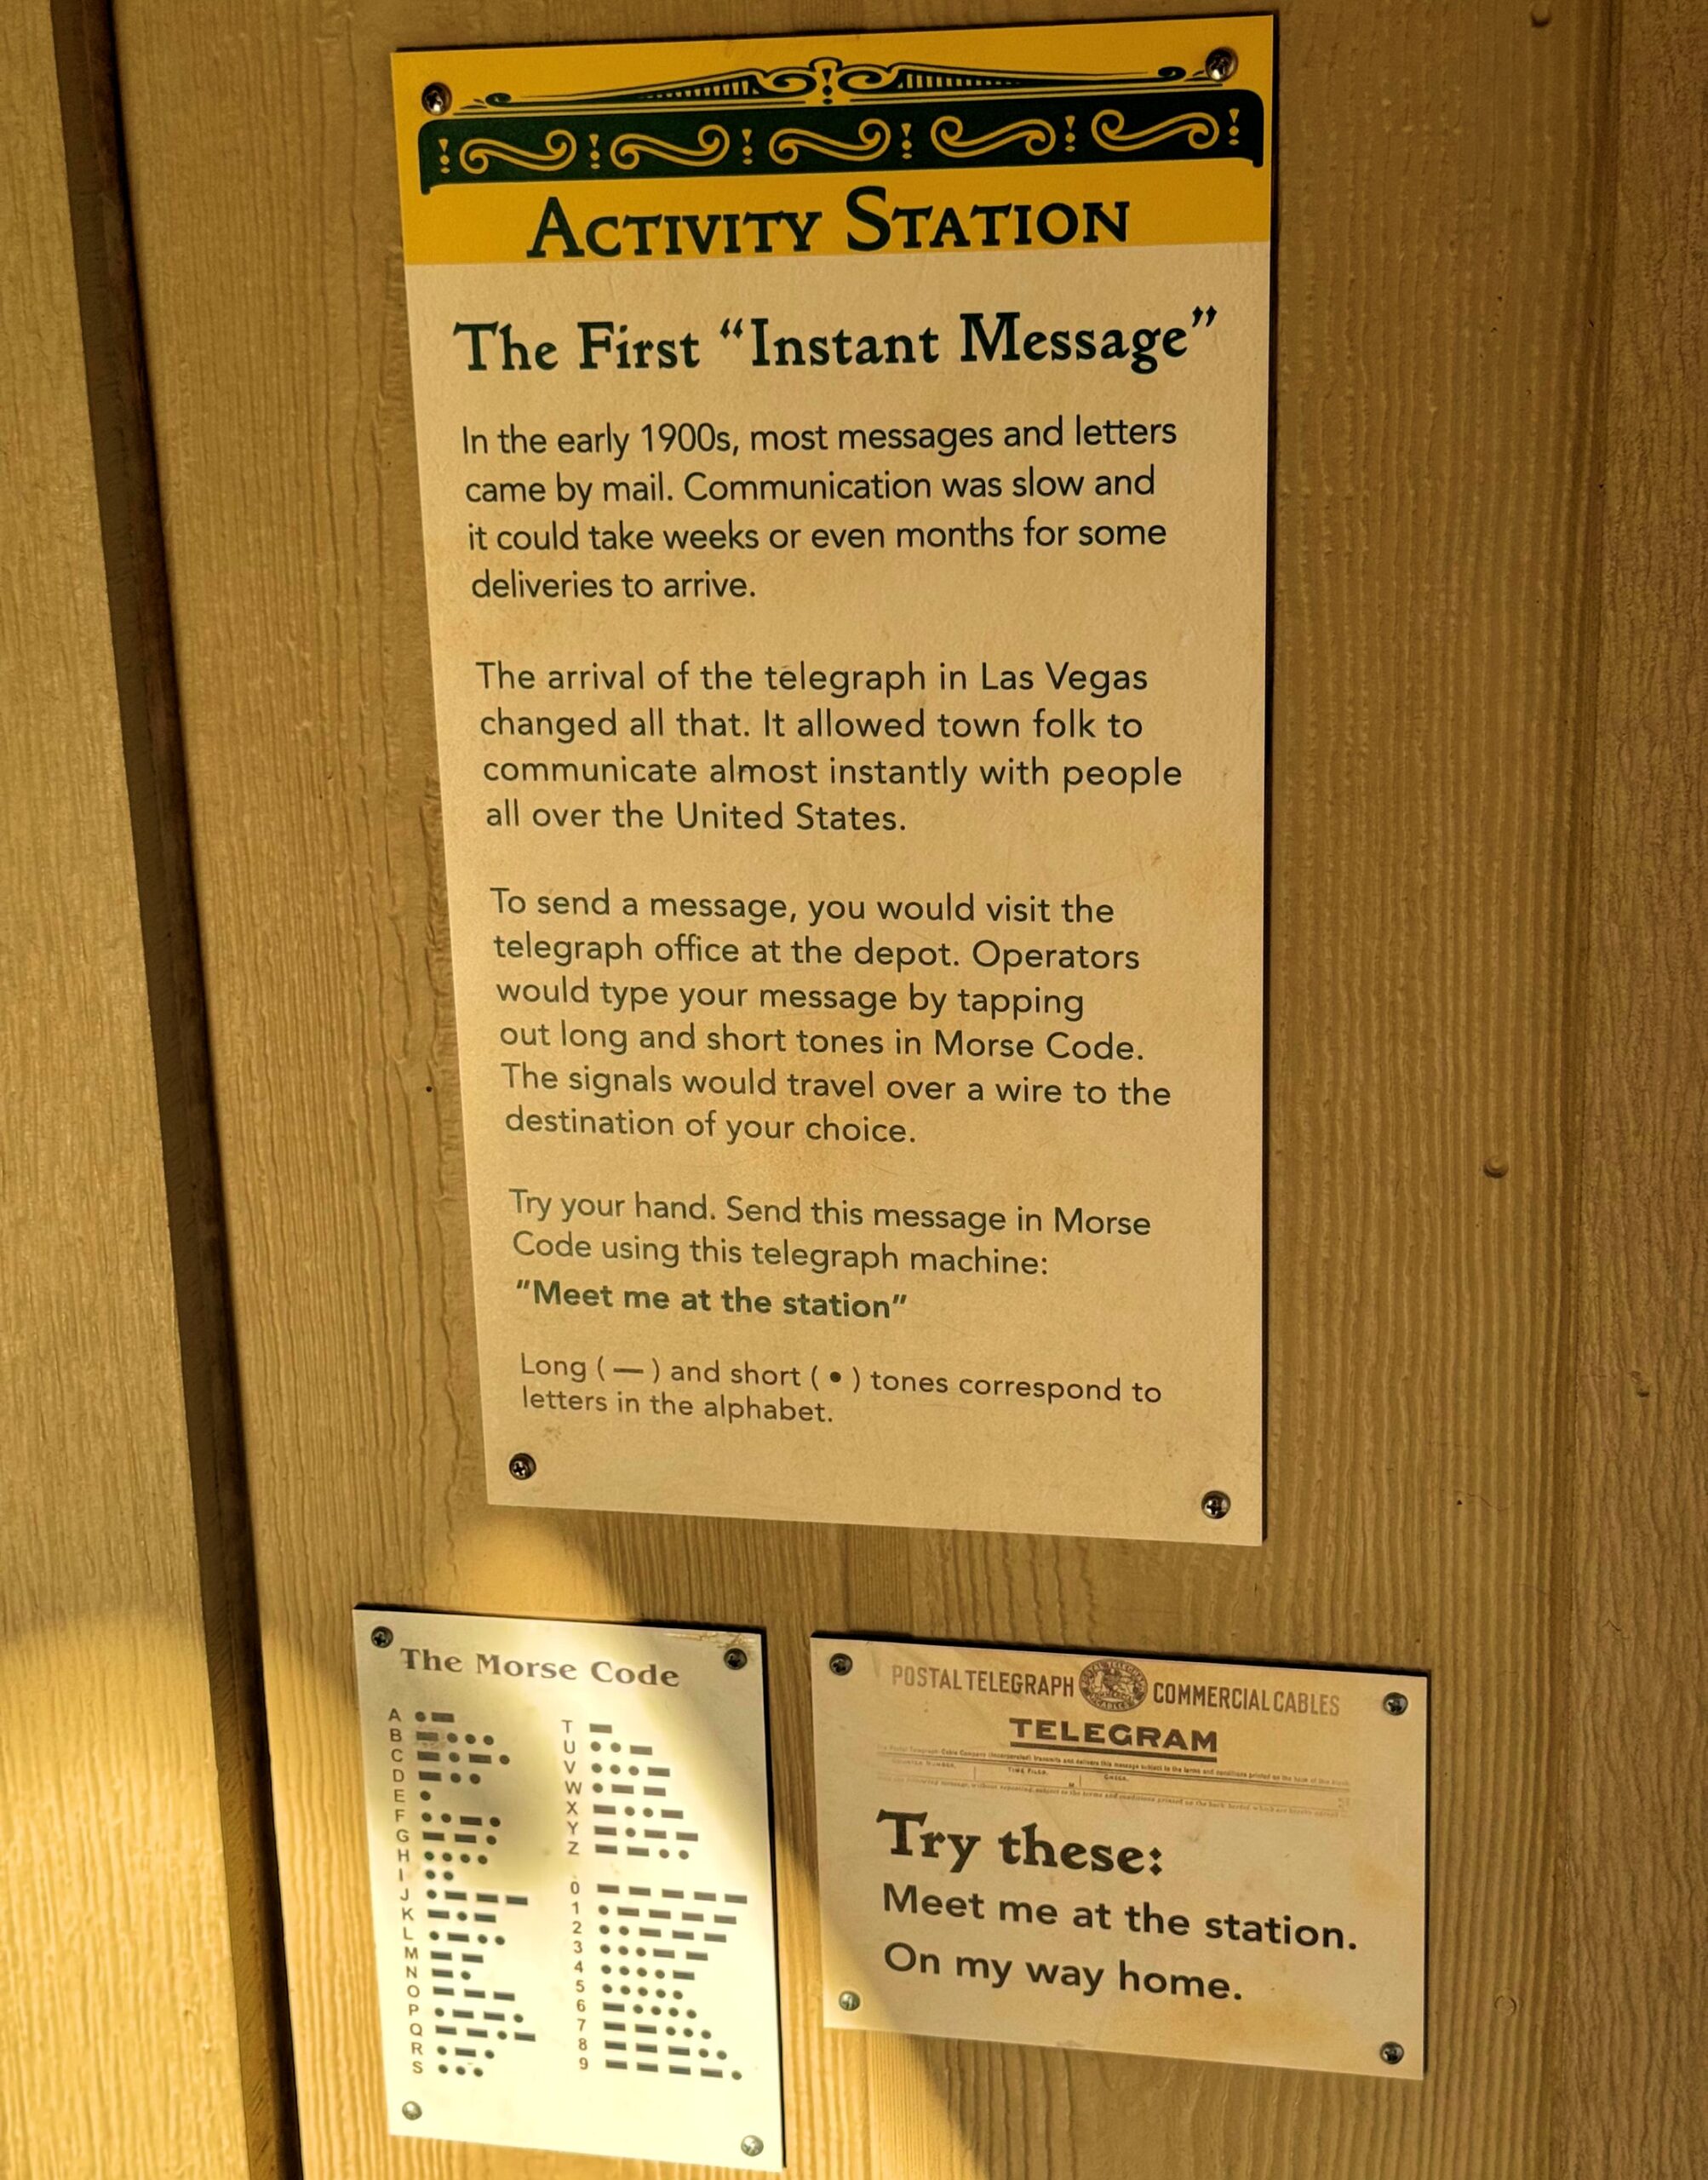 ACTIVITY STATION
The First “Instant Message”
In the early 1900s, most messages and letters
came by mail. Communication was slow and
it could take weeks or even months for some
deliveries to arrive.
The arrival of the telegraph in Las Vegas
changed all that. It allowed town folk to
communicate almost instantly with people
all over the United States.
To send a message, you would visit the
telegraph office at the depot. Operators
would type your message by tapping
out long and short tones in Morse Code.
The signals would travel over a wire to the
destination of your choice.
Try your hand. Send this message in Morse
Code using this telegraph machine:
"Meet me at the station"
Long ( — ) and short ( • ) tones correspond to
letters in the alphabet.
The Morse Code
A • —
B — • • •
C — • — •
D — • •
E •
F • • — •
G — — •
H • • • •
I • •
J • — — —
K — • —
L • — • •
M — —
N — •
O — — —
P • — — •
Q — — • —
R • — •
S • • •
T —
U • • —
V • • • —
W • — —
X — • • —
Y — • — —
Z — — • •
0 — — — — —
1 • — — — —
2 • • — — —
3 • • • — —
4 • • • • —
5 • • • • •
6 — • • • •
7 — — • • •
8 — — — • •
9 — — — — •
POSTAL TELEGRAPH COMMERCIAL CABLES
TELEGRAM
TIME FILED.
CHECK.
Try these:
Meet me at the station.
On my way home.